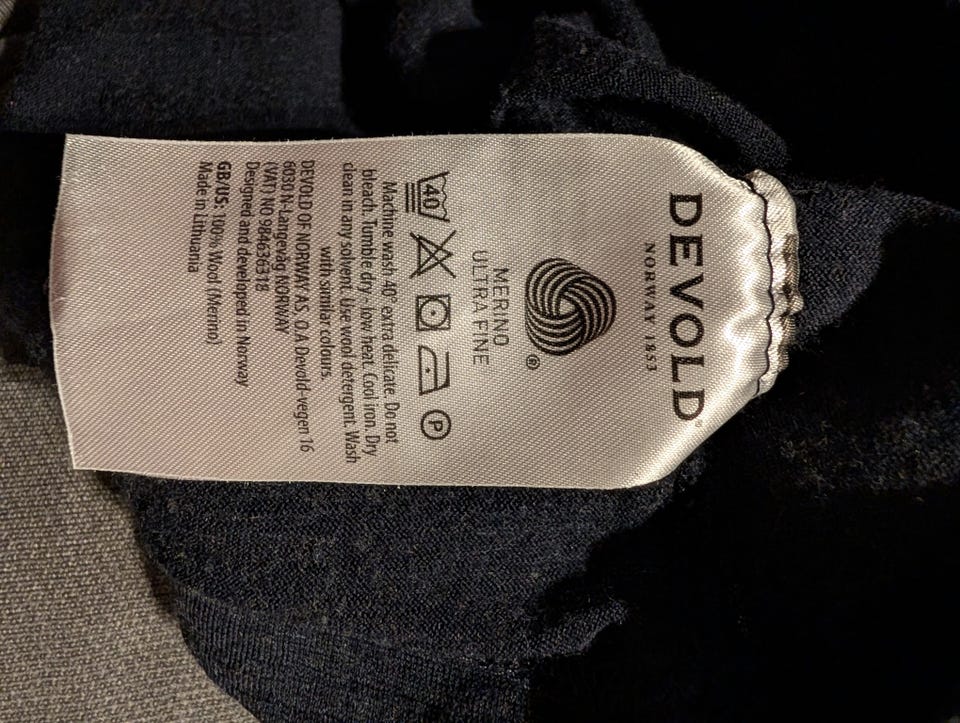 DEVOLD®
NORWAY 1853
®
MERINO
ULTRA FINE
40 P
Machine wash 40° extra delicate. Do not
bleach. Tumble dry - low heat. Cool iron. Dry
clean in any solvent. Use wool detergent. Wash
with similar colours.
DEVOLD OF NORWAY AS, O.A Devold-vegen 16
6030 N-Langevåg NORWAY
(VAT) NO 984636318
Designed and developed in Norway
GB/US: 100% Wool (Merino)
Made in Lithuania